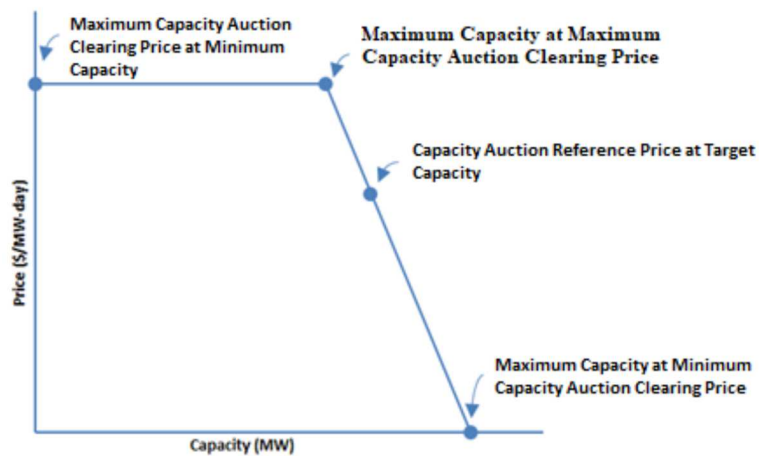 Maximum Capacity Auction
Clearing Price at Minimum
Capacity
Maximum Capacity at Maximum
Capacity Auction Clearing Price
Capacity Auction Reference Price at Target
Capacity
Price ($/MW-day)
Maximum Capacity at Minimum
Capacity Auction Clearing Price
Capacity (MW)